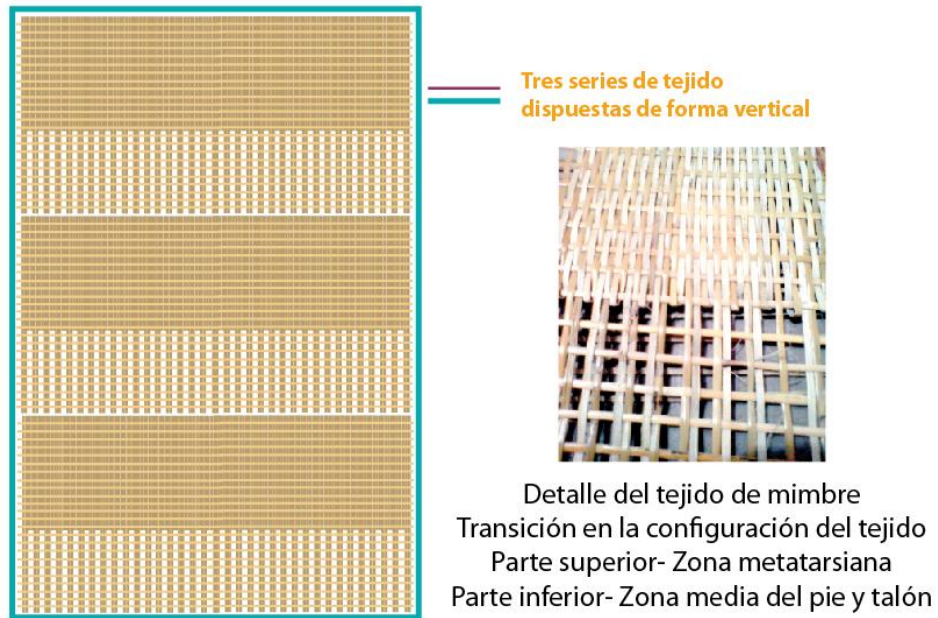 Tres series de tejido
dispuestas de forma vertical
Detalle del tejido de mimbre
Transición en la configuración del tejido
Parte superior- Zona metatarsiana
Parte inferior- Zona media del pie y talón